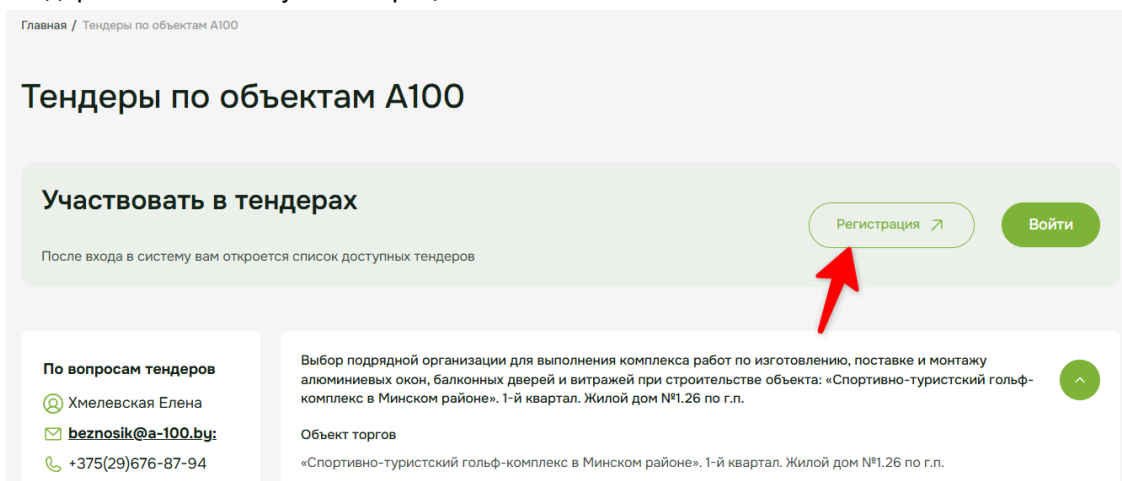 Главная / Тендеры по объектам А100
Тендеры по объектам А100
Участвовать в тендерах
После входа в систему вам откроется список доступных тендеров
Регистрация
Войти
По вопросам тендеров
Хмелевская Елена
beznosik@a-100.by:
+375(29)676-87-94
Выбор подрядной организации для выполнения комплекса работ по изготовлению, поставке и монтажу
алюминиевых окон, балконных дверей и витражей при строительстве объекта: «Спортивно-туристский гольф-
комплекс в Минском районе». 1-й квартал. Жилой дом №1.26 по г.п.
Объект торгов
«Спортивно-туристский гольф-комплекс в Минском районе». 1-й квартал. Жилой дом №1.26 по г.п.